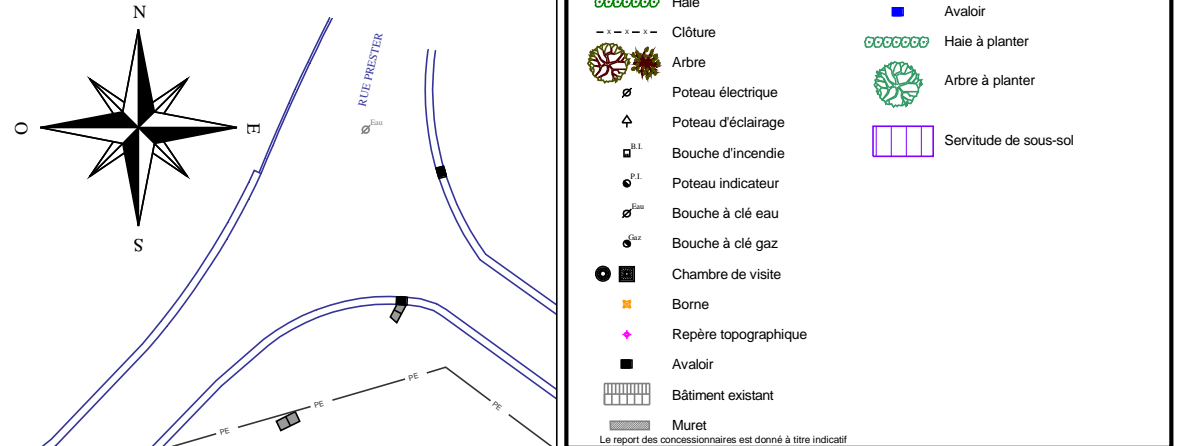 N
O
E
S
RUE PRESTER
Eau
PE
PE
PE
PE
Haie
x x x
Clôture
Arbre
Poteau électrique
Poteau d'éclairage
B.I.
Bouche d'incendie
P.I.
Poteau indicateur
Eau
Bouche à clé eau
Gaz
Bouche à clé gaz
Chambre de visite
Borne
Repère topographique
Avaloir
Bâtiment existant
Muret
Le report des concessionnaires est donné à titre indicatif
Avaloir
Haie à planter
Arbre à planter
Servitude de sous-sol